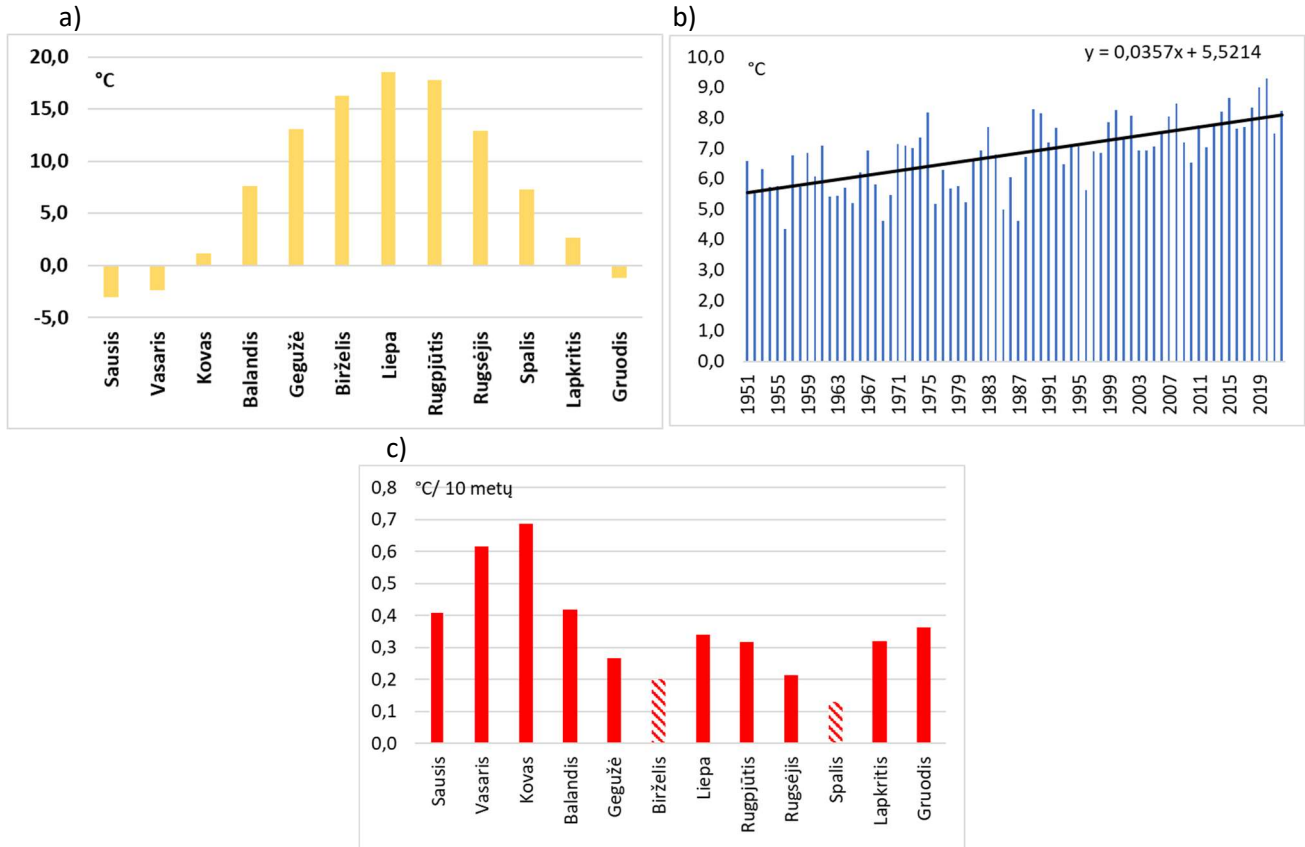 a)
20,0
°C
15,0
10,0
5,0
0,0
-5,0
Sausis
Vasaris
Kovas
Balandis
Gegužė
Birželis
Liepa
Rugpjūtis
Rugsėjis
Spalis
Lapkritis
Gruodis
b)
y = 0,0357x + 5,5214
10,0
°C
9,0
8,0
7,0
6,0
5,0
4,0
3,0
2,0
1,0
0,0
1951
1955
1959
1963
1967
1971
1975
1979
1983
1987
1991
1995
1999
2003
2007
2011
2015
2019
c)
0,8
°C/ 10 metų
0,7
0,6
0,5
0,4
0,3
0,2
0,1
0,0
Sausis
Vasaris
Kovas
Balandis
Gegužė
Birželis
Liepa
Rugpjūtis
Rugsėjis
Spalis
Lapkritis
Gruodis